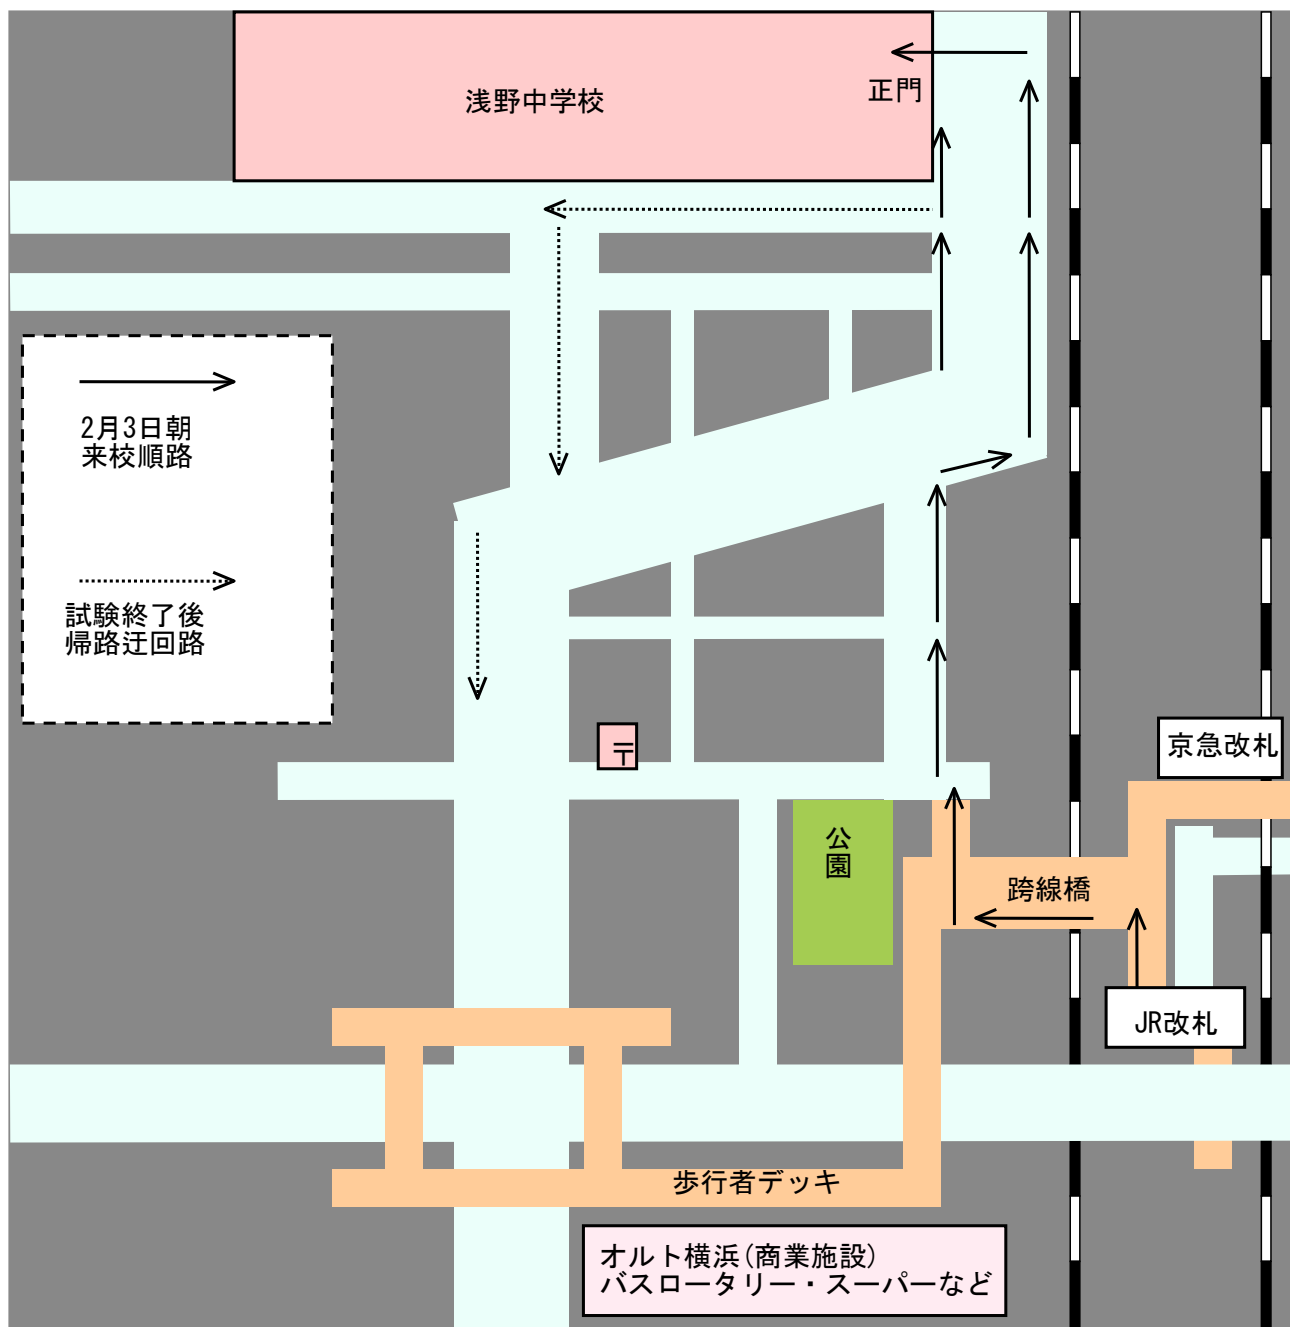 浅野中学校
正門
2月3日朝
来校順路
試験終了後
帰路迂回路
〒
京急改札
公
園
跨線橋
JR改札
歩行者デッキ
オルト横浜(商業施設)
バスロータリー・スーパーなど